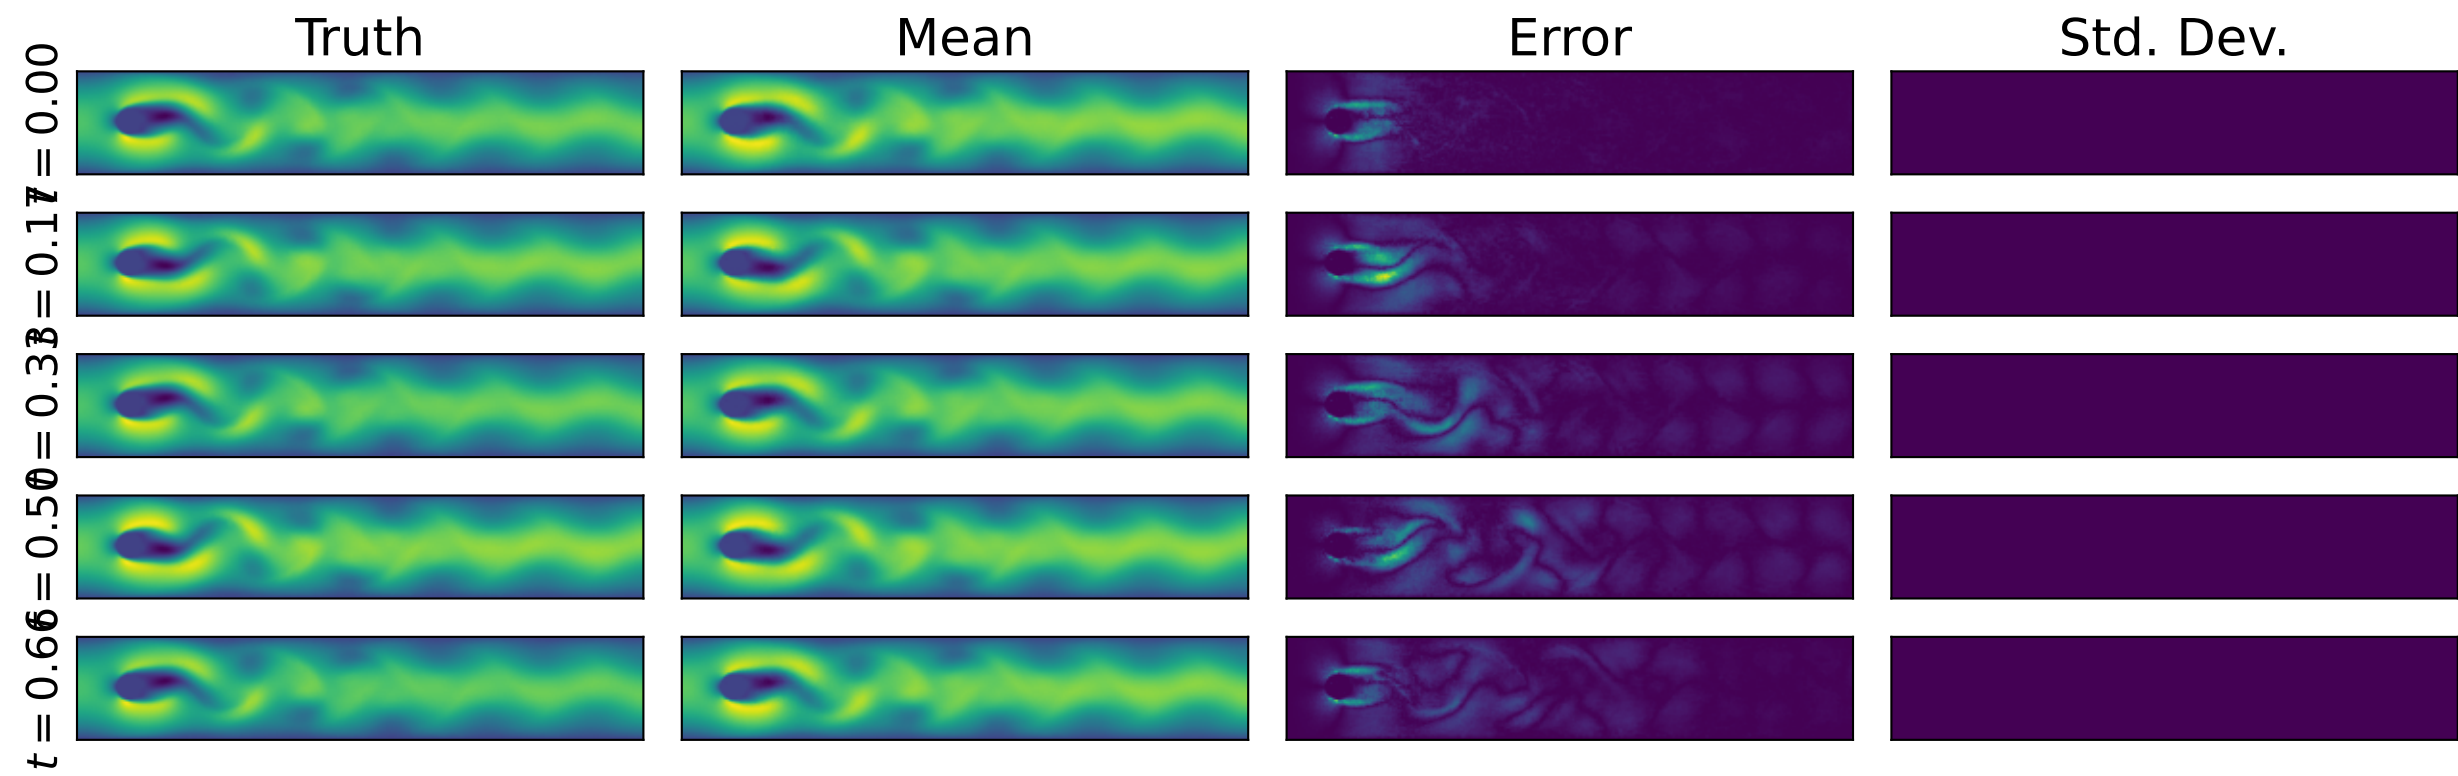 Truth Mean Error Std. Dev.
t = 0.00
t = 0.17
t = 0.33
t = 0.50
t = 0.66